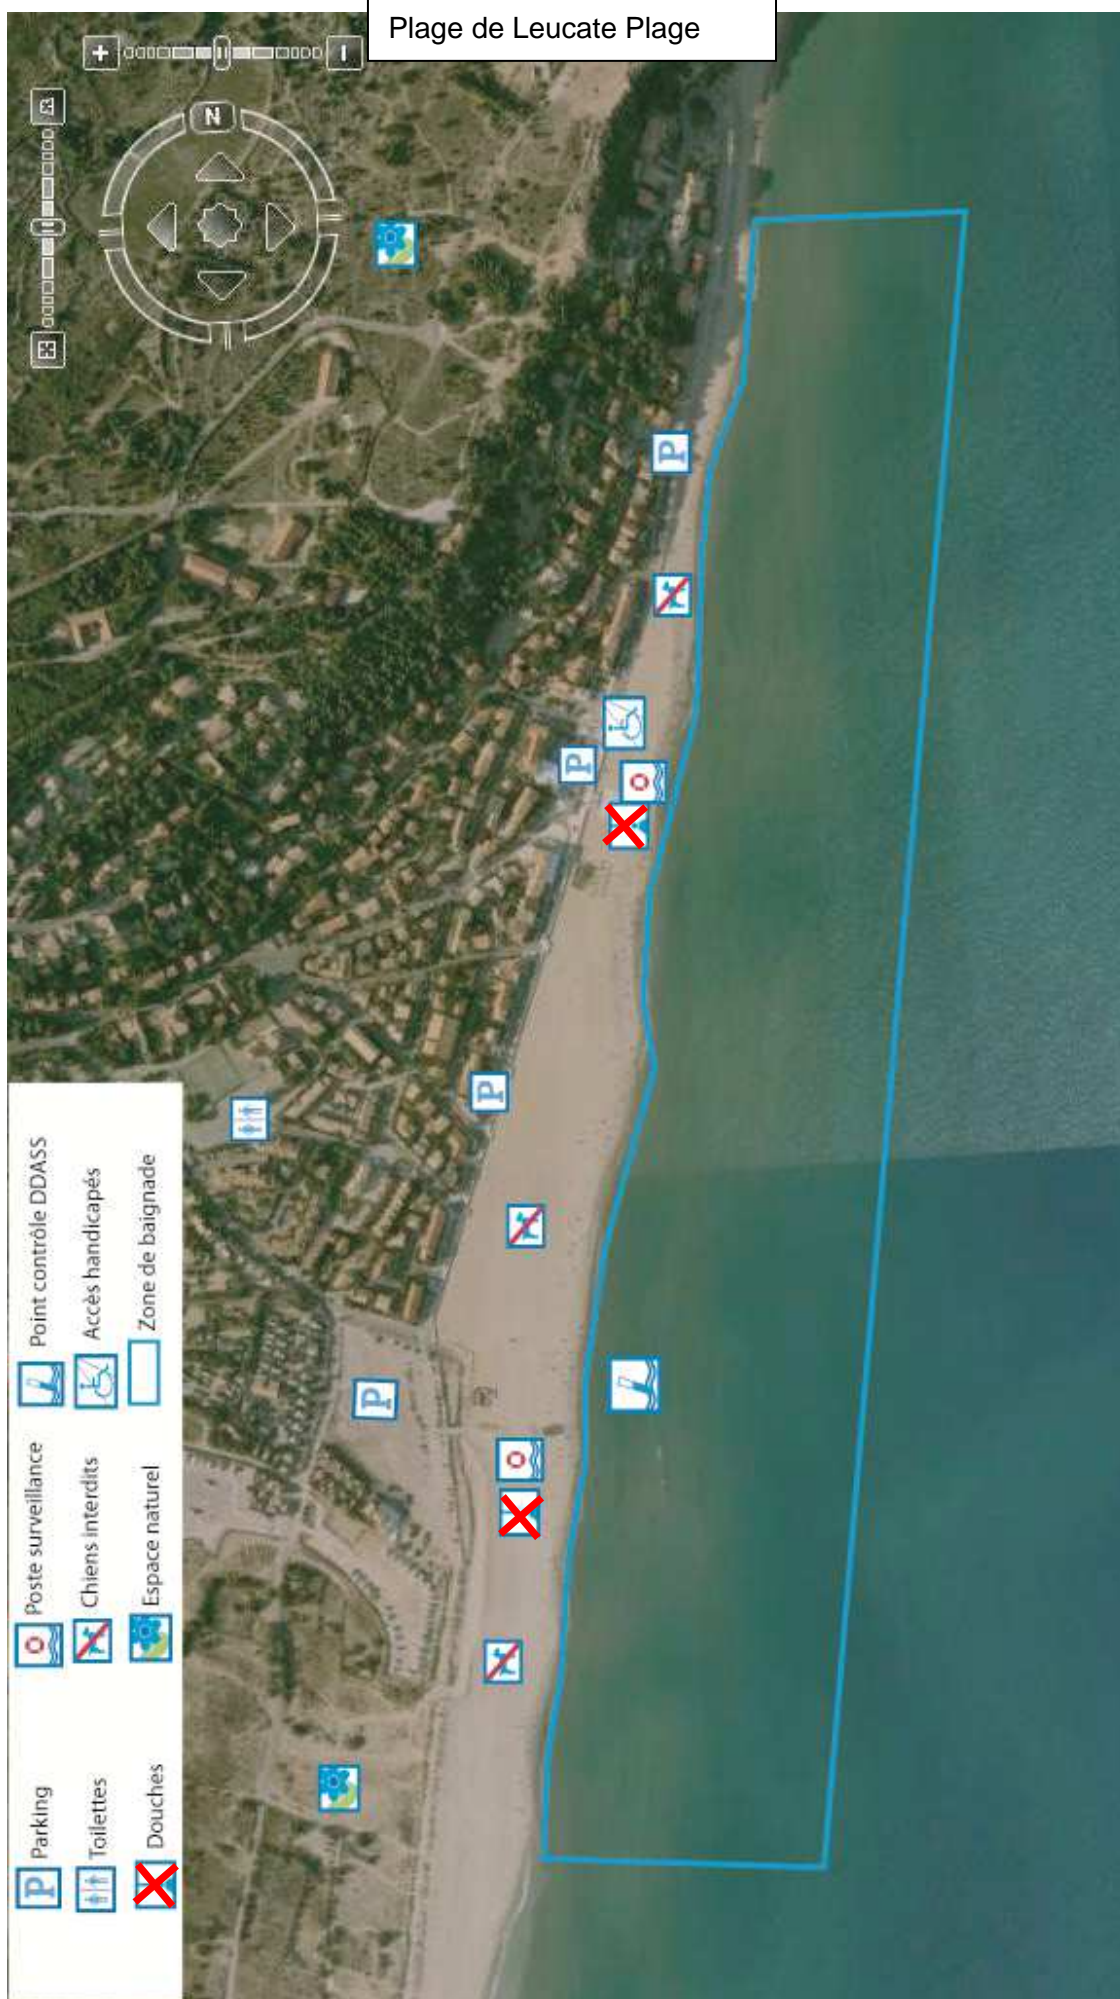 Plage de Leucate Plage
N
P Parking
Toilettes
Douches
Poste surveillance
Chiens interdits
Espace naturel
Point contrôle DDASS
Accès handicapés
Zone de baignade
P
P
P
P